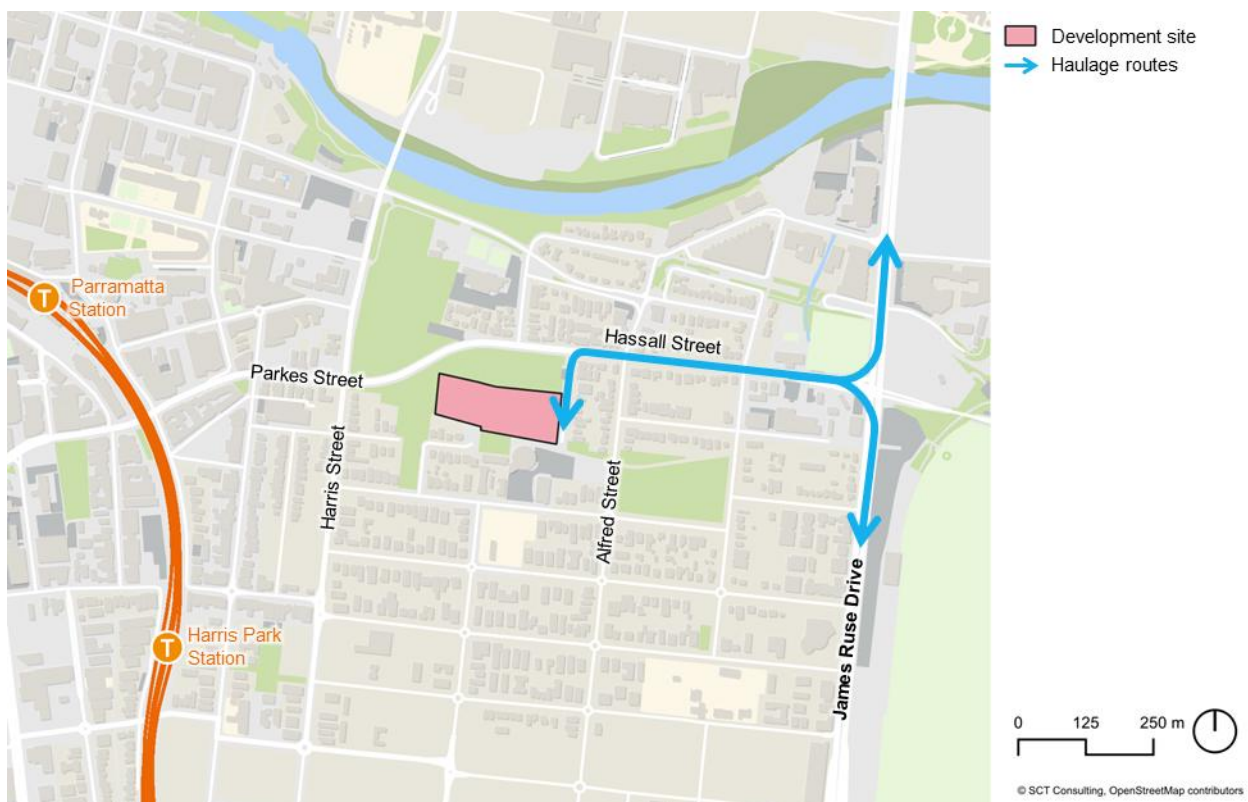 Development site
Haulage routes
T
Parramatta
Station
Hassall Street
Parkes Street
Harris Street
Alfred Street
T
Harris Park
Station
James Ruse Drive
0 125 250 m
© SCT Consulting, OpenStreetMap contributors